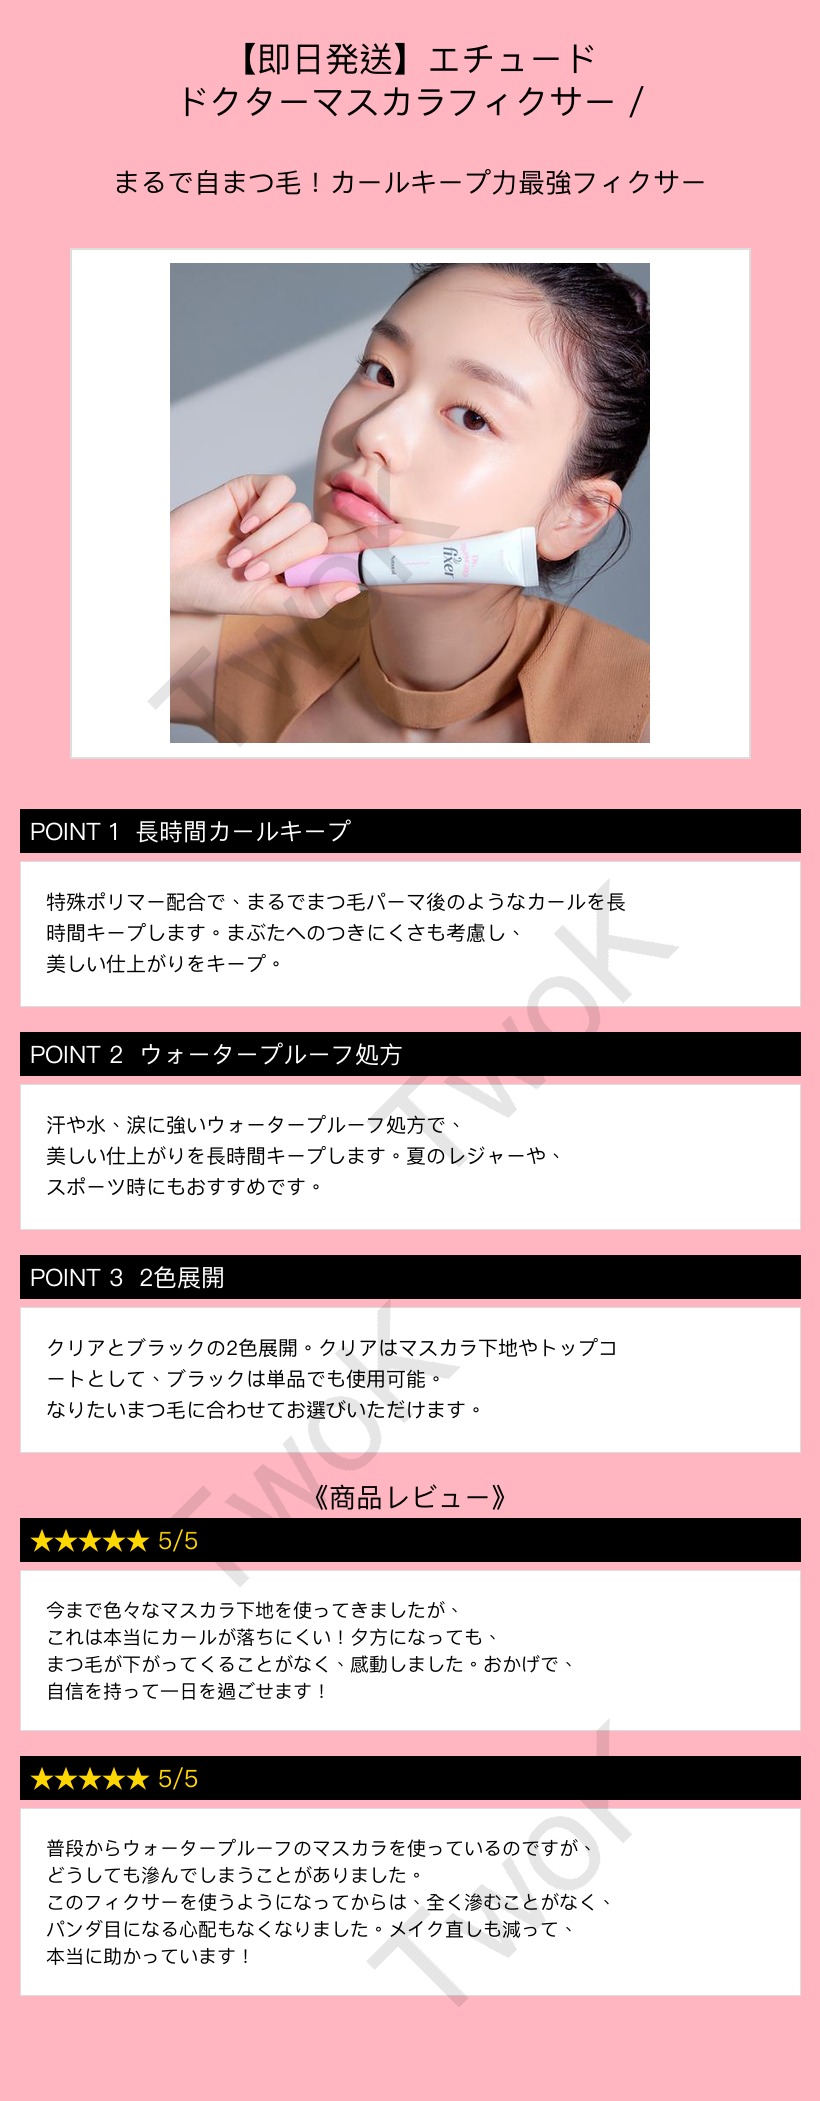 【即日発送】エチュード
ドクターマスカラフィクサー /
まるで自まつ毛！カールキープ力最強フィクサー
fixer
TwoK
POINT 1 長時間カールキープ
特殊ポリマー配合で、まるでまつ毛パーマ後のようなカールを長
時間キープします。まぶたへのつきにくさも考慮し、
美しい仕上がりをキープ。
TwoK
POINT 2 ウォータープルーフ処方
汗や水、涙に強いウォータープルーフ処方で、
美しい仕上がりを長時間キープします。夏のレジャーや、
スポーツ時にもおすすめです。
POINT 3 2色展開
クリアとブラックの2色展開。クリアはマスカラ下地やトップコ
ートとして、ブラックは単品でも使用可能。
なりたいまつ毛に合わせてお選びいただけます。
TwoK
《商品レビュー》
★★★★★ 5/5
今まで色々なマスカラ下地を使ってきましたが、
これは本当にカールが落ちにくい！夕方になっても、
まつ毛が下がってくることがなく、感動しました。おかげで、
自信を持って一日を過ごせます！
★★★★★ 5/5
普段からウォータープルーフのマスカラを使っているのですが、
どうしても滲んでしまうことがありました。
このフィクサーを使うようになってからは、全く滲むことがなく、
パンダ目になる心配もなくなりました。メイク直しも減って、
本当に助かっています！
TwoK